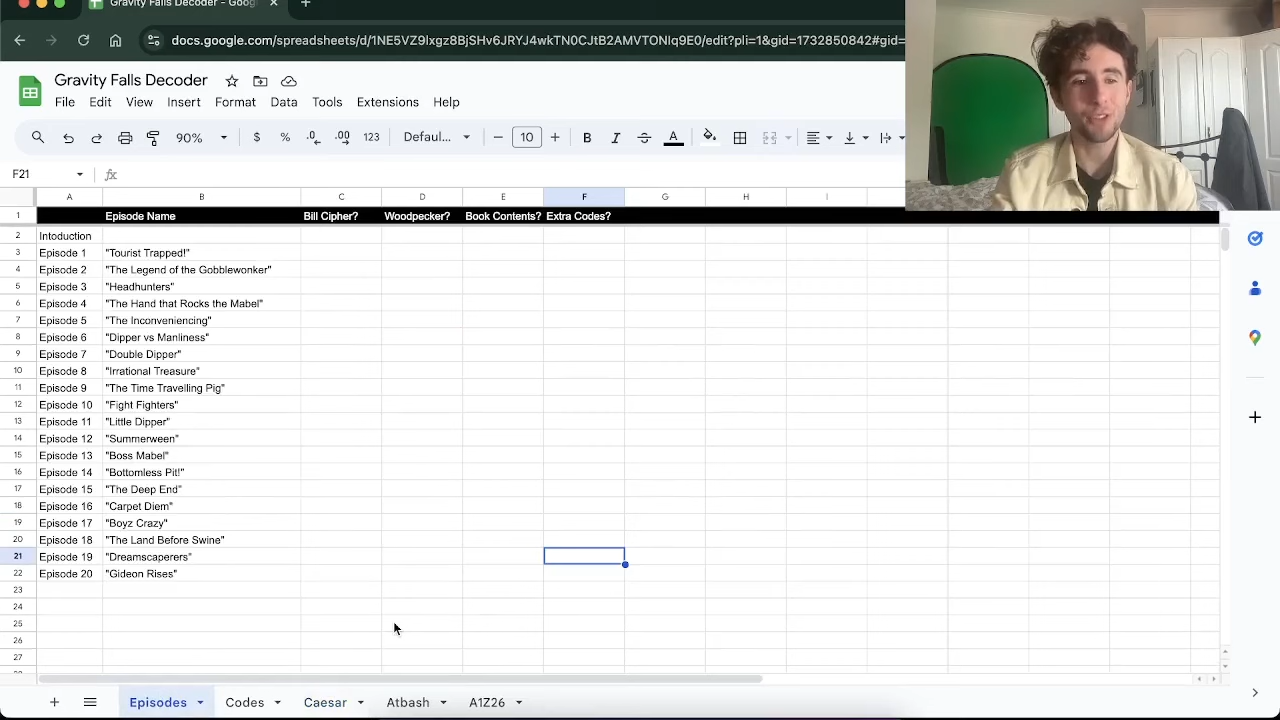 Gravity Falls Decoder - Goog
docs.google.com/spreadsheets/d/1NE5VZ9lxgz8BjSHv6JRYJ4wkTN0CJtB2AMVTONlq9E0/edit?pli=1&gid=1732850842#gid=
Gravity Falls Decoder
File Edit View Insert Format Data Tools Extensions Help
90% $ % .0 .00 123 Defaul... 10 B I A
F21 fx
A B C D E F G H I
1 Episode Name Bill Cipher? Woodpecker? Book Contents? Extra Codes?
2 Intoduction
3 Episode 1 "Tourist Trapped!"
4 Episode 2 "The Legend of the Gobblewonker"
5 Episode 3 "Headhunters"
6 Episode 4 "The Hand that Rocks the Mabel"
7 Episode 5 "The Inconveniencing"
8 Episode 6 "Dipper vs Manliness"
9 Episode 7 "Double Dipper"
10 Episode 8 "Irrational Treasure"
11 Episode 9 "The Time Travelling Pig"
12 Episode 10 "Fight Fighters"
13 Episode 11 "Little Dipper"
14 Episode 12 "Summerween"
15 Episode 13 "Boss Mabel"
16 Episode 14 "Bottomless Pit!"
17 Episode 15 "The Deep End"
18 Episode 16 "Carpet Diem"
19 Episode 17 "Boyz Crazy"
20 Episode 18 "The Land Before Swine"
21 Episode 19 "Dreamscaperers"
22 Episode 20 "Gideon Rises"
23
24
25
26
27
Episodes Codes Caesar Atbash A1Z26